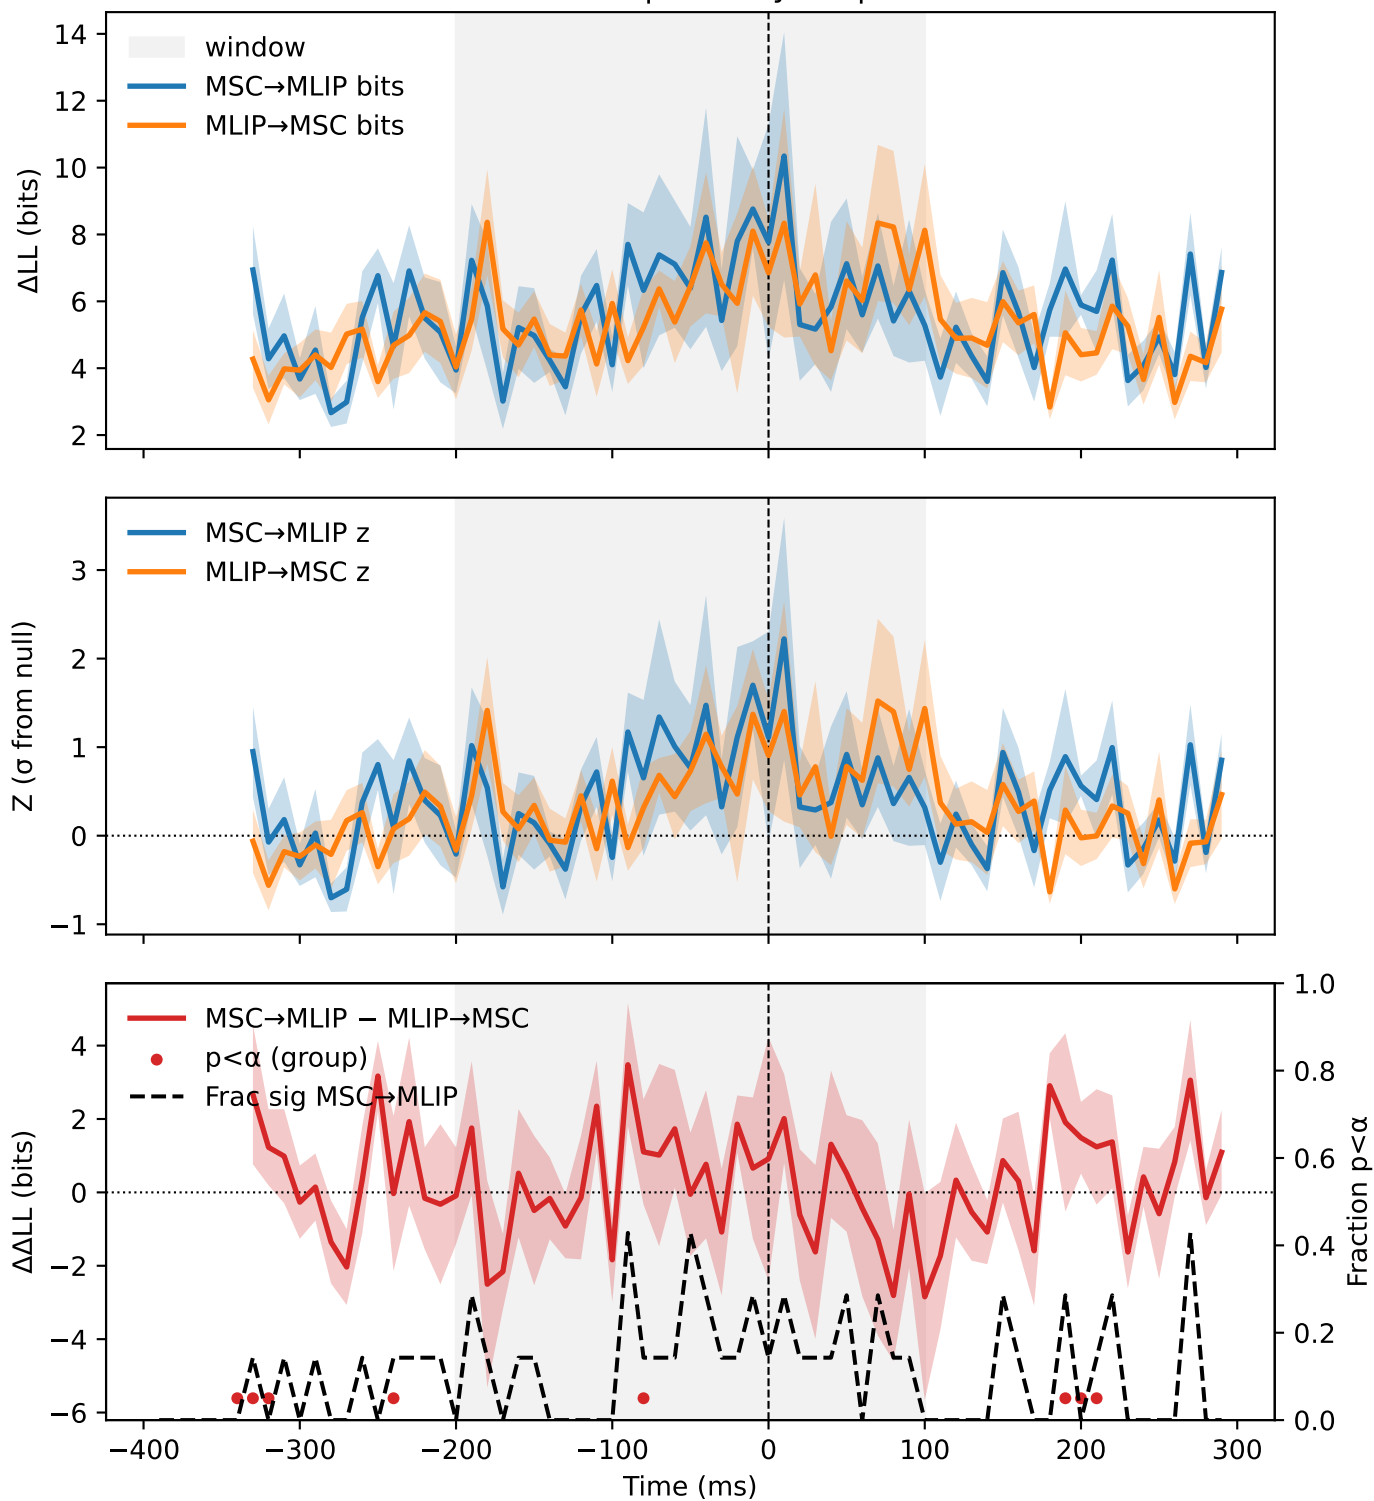 14
12
10
8
6
4
2
ΔLL (bits)
window
MSC→MLIP bits
MLIP→MSC bits
3
2
1
0
−1
Z (σ from null)
MSC→MLIP z
MLIP→MSC z
4
2
0
−2
−4
−6
ΔΔLL (bits)
MSC→MLIP − MLIP→MSC
p<α (group)
Frac sig MSC→MLIP
1.0
0.8
0.6
0.4
0.2
0.0
Fraction p<α
−400 −300 −200 −100 0 100 200 300
Time (ms)